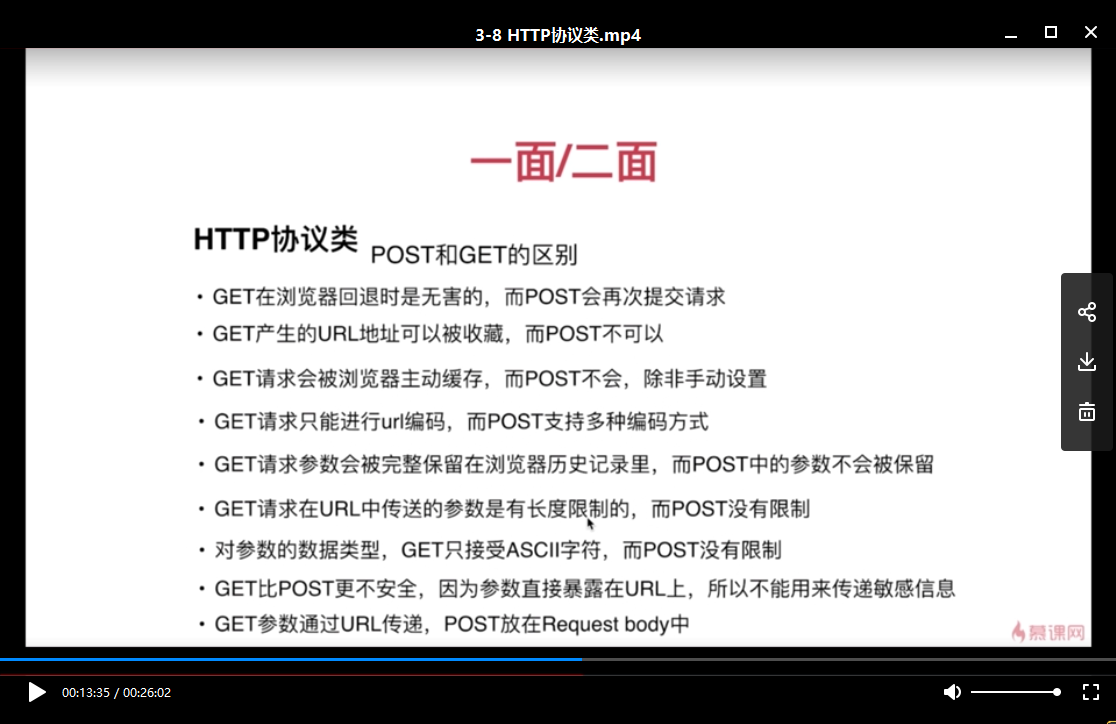 3-8 HTTP协议类.mp4
一面/二面
HTTP协议类 POST和GET的区别
• GET在浏览器回退时是无害的，而POST会再次提交请求
• GET产生的URL地址可以被收藏，而POST不可以
• GET请求会被浏览器主动缓存，而POST不会，除非手动设置
• GET请求只能进行url编码，而POST支持多种编码方式
• GET请求参数会被完整保留在浏览器历史记录里，而POST中的参数不会被保留
• GET请求在URL中传送的参数是有长度限制的，而POST没有限制
• 对参数的数据类型，GET只接受ASCII字符，而POST没有限制
• GET比POST更不安全，因为参数直接暴露在URL上，所以不能用来传递敏感信息
• GET参数通过URL传递，POST放在Request body中
慕课网
00:13:35 / 00:26:02